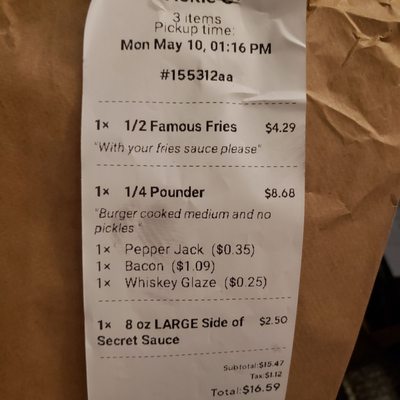 3 items
Pickup time:
Mon May 10, 01:16 PM
#155312aa
1× 1/2 Famous Fries $4.29
"With your fries sauce please"
1× 1/4 Pounder $8.68
"Burger cooked medium and no
pickles "
1× Pepper Jack ($0.35)
1× Bacon ($1.09)
1× Whiskey Glaze ($0.25)
1× 8 oz LARGE Side of $2.50
Secret Sauce
Subtotal:$15.47
Tax:$1.12
Total:$16.59